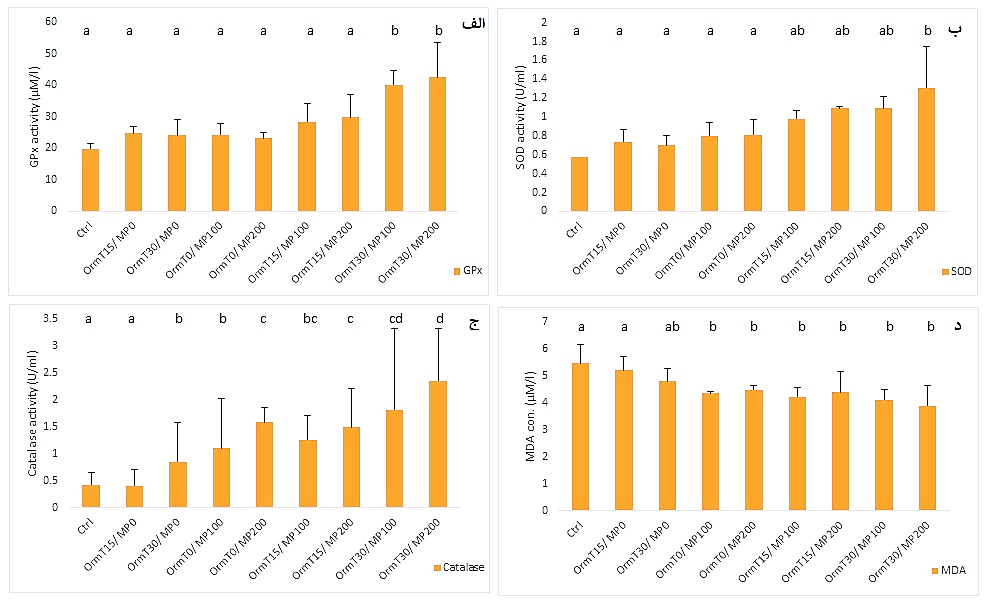 الف
a a a a a a a b b
60
50
40
30
20
10
0
GPx activity (µM/l)
Ctrl
OrmT15/MP0
OrmT30/MP0
OrmT0/MP100
OrmT0/MP200
OrmT15/MP100
OrmT15/MP200
OrmT30/MP100
OrmT30/MP200
GPx
ب
a a a a a ab ab ab b
2
1.8
1.6
1.4
1.2
1
0.8
0.6
0.4
0.2
0
SOD activity (U/ml)
Ctrl
OrmT15/MP0
OrmT30/MP0
OrmT0/MP100
OrmT0/MP200
OrmT15/MP100
OrmT15/MP200
OrmT30/MP100
OrmT30/MP200
SOD
ج
a a b b c bc c cd d
3.5
3
2.5
2
1.5
1
0.5
0
Catalase activity (U/ml)
Ctrl
OrmT15/MP0
OrmT30/MP0
OrmT0/MP100
OrmT0/MP200
OrmT15/MP100
OrmT15/MP200
OrmT30/MP100
OrmT30/MP200
Catalase
د
a a ab b b b b b b
7
6
5
4
3
2
1
0
MDA con. (µM/l)
Ctrl
OrmT15/MP0
OrmT30/MP0
OrmT0/MP100
OrmT0/MP200
OrmT15/MP100
OrmT15/MP200
OrmT30/MP100
OrmT30/MP200
MDA